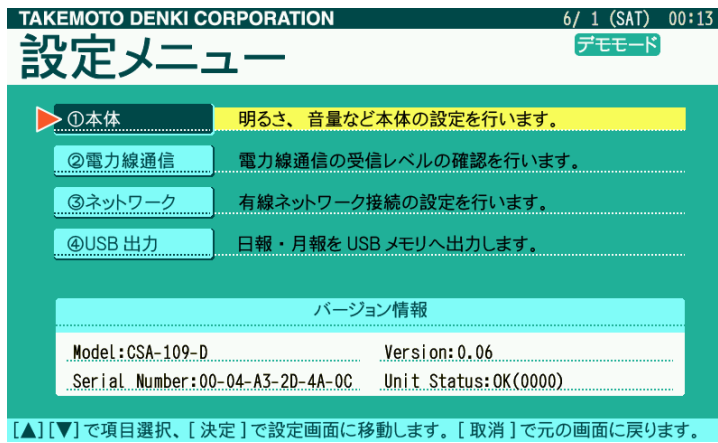 TAKEMOTO DENKI CORPORATION 6/ 1 (SAT) 00:13
設定メニュー デモモード
①本体 明るさ、音量など本体の設定を行います。
②電力線通信 電力線通信の受信レベルの確認を行います。
③ネットワーク 有線ネットワーク接続の設定を行います。
④USB 出力 日報・月報を USB メモリへ出力します。
バージョン情報
Model:CSA-109-D Version:0.06
Serial Number:00-04-A3-2D-4A-0C Unit Status:OK(0000)
[▲][▼]で項目選択、[決定]で設定画面に移動します。[取消]で元の画面に戻ります。